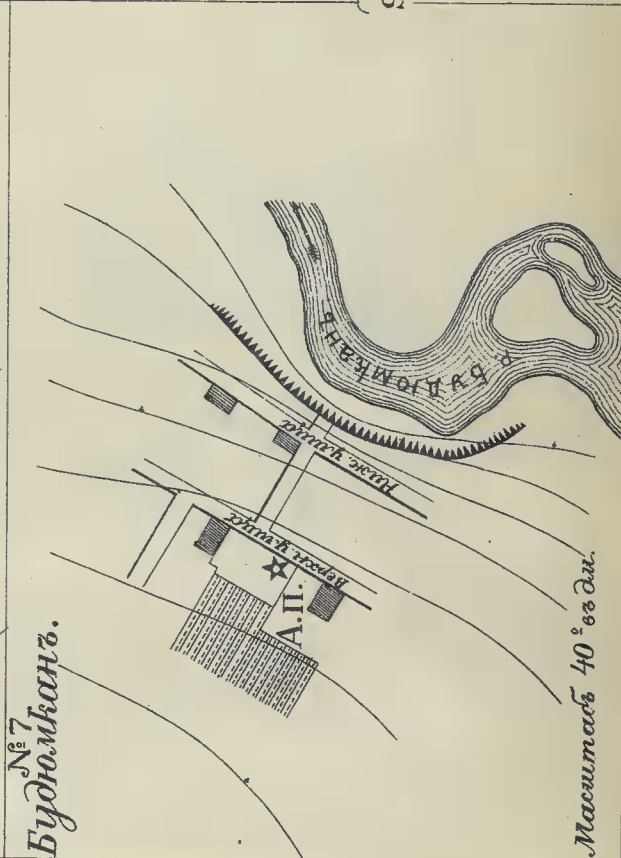 № 7
Будюмканъ.
Верхн. улица
Нижн. улица
А.П.
р. Будюмканъ
Масштабъ 40° въ дм.